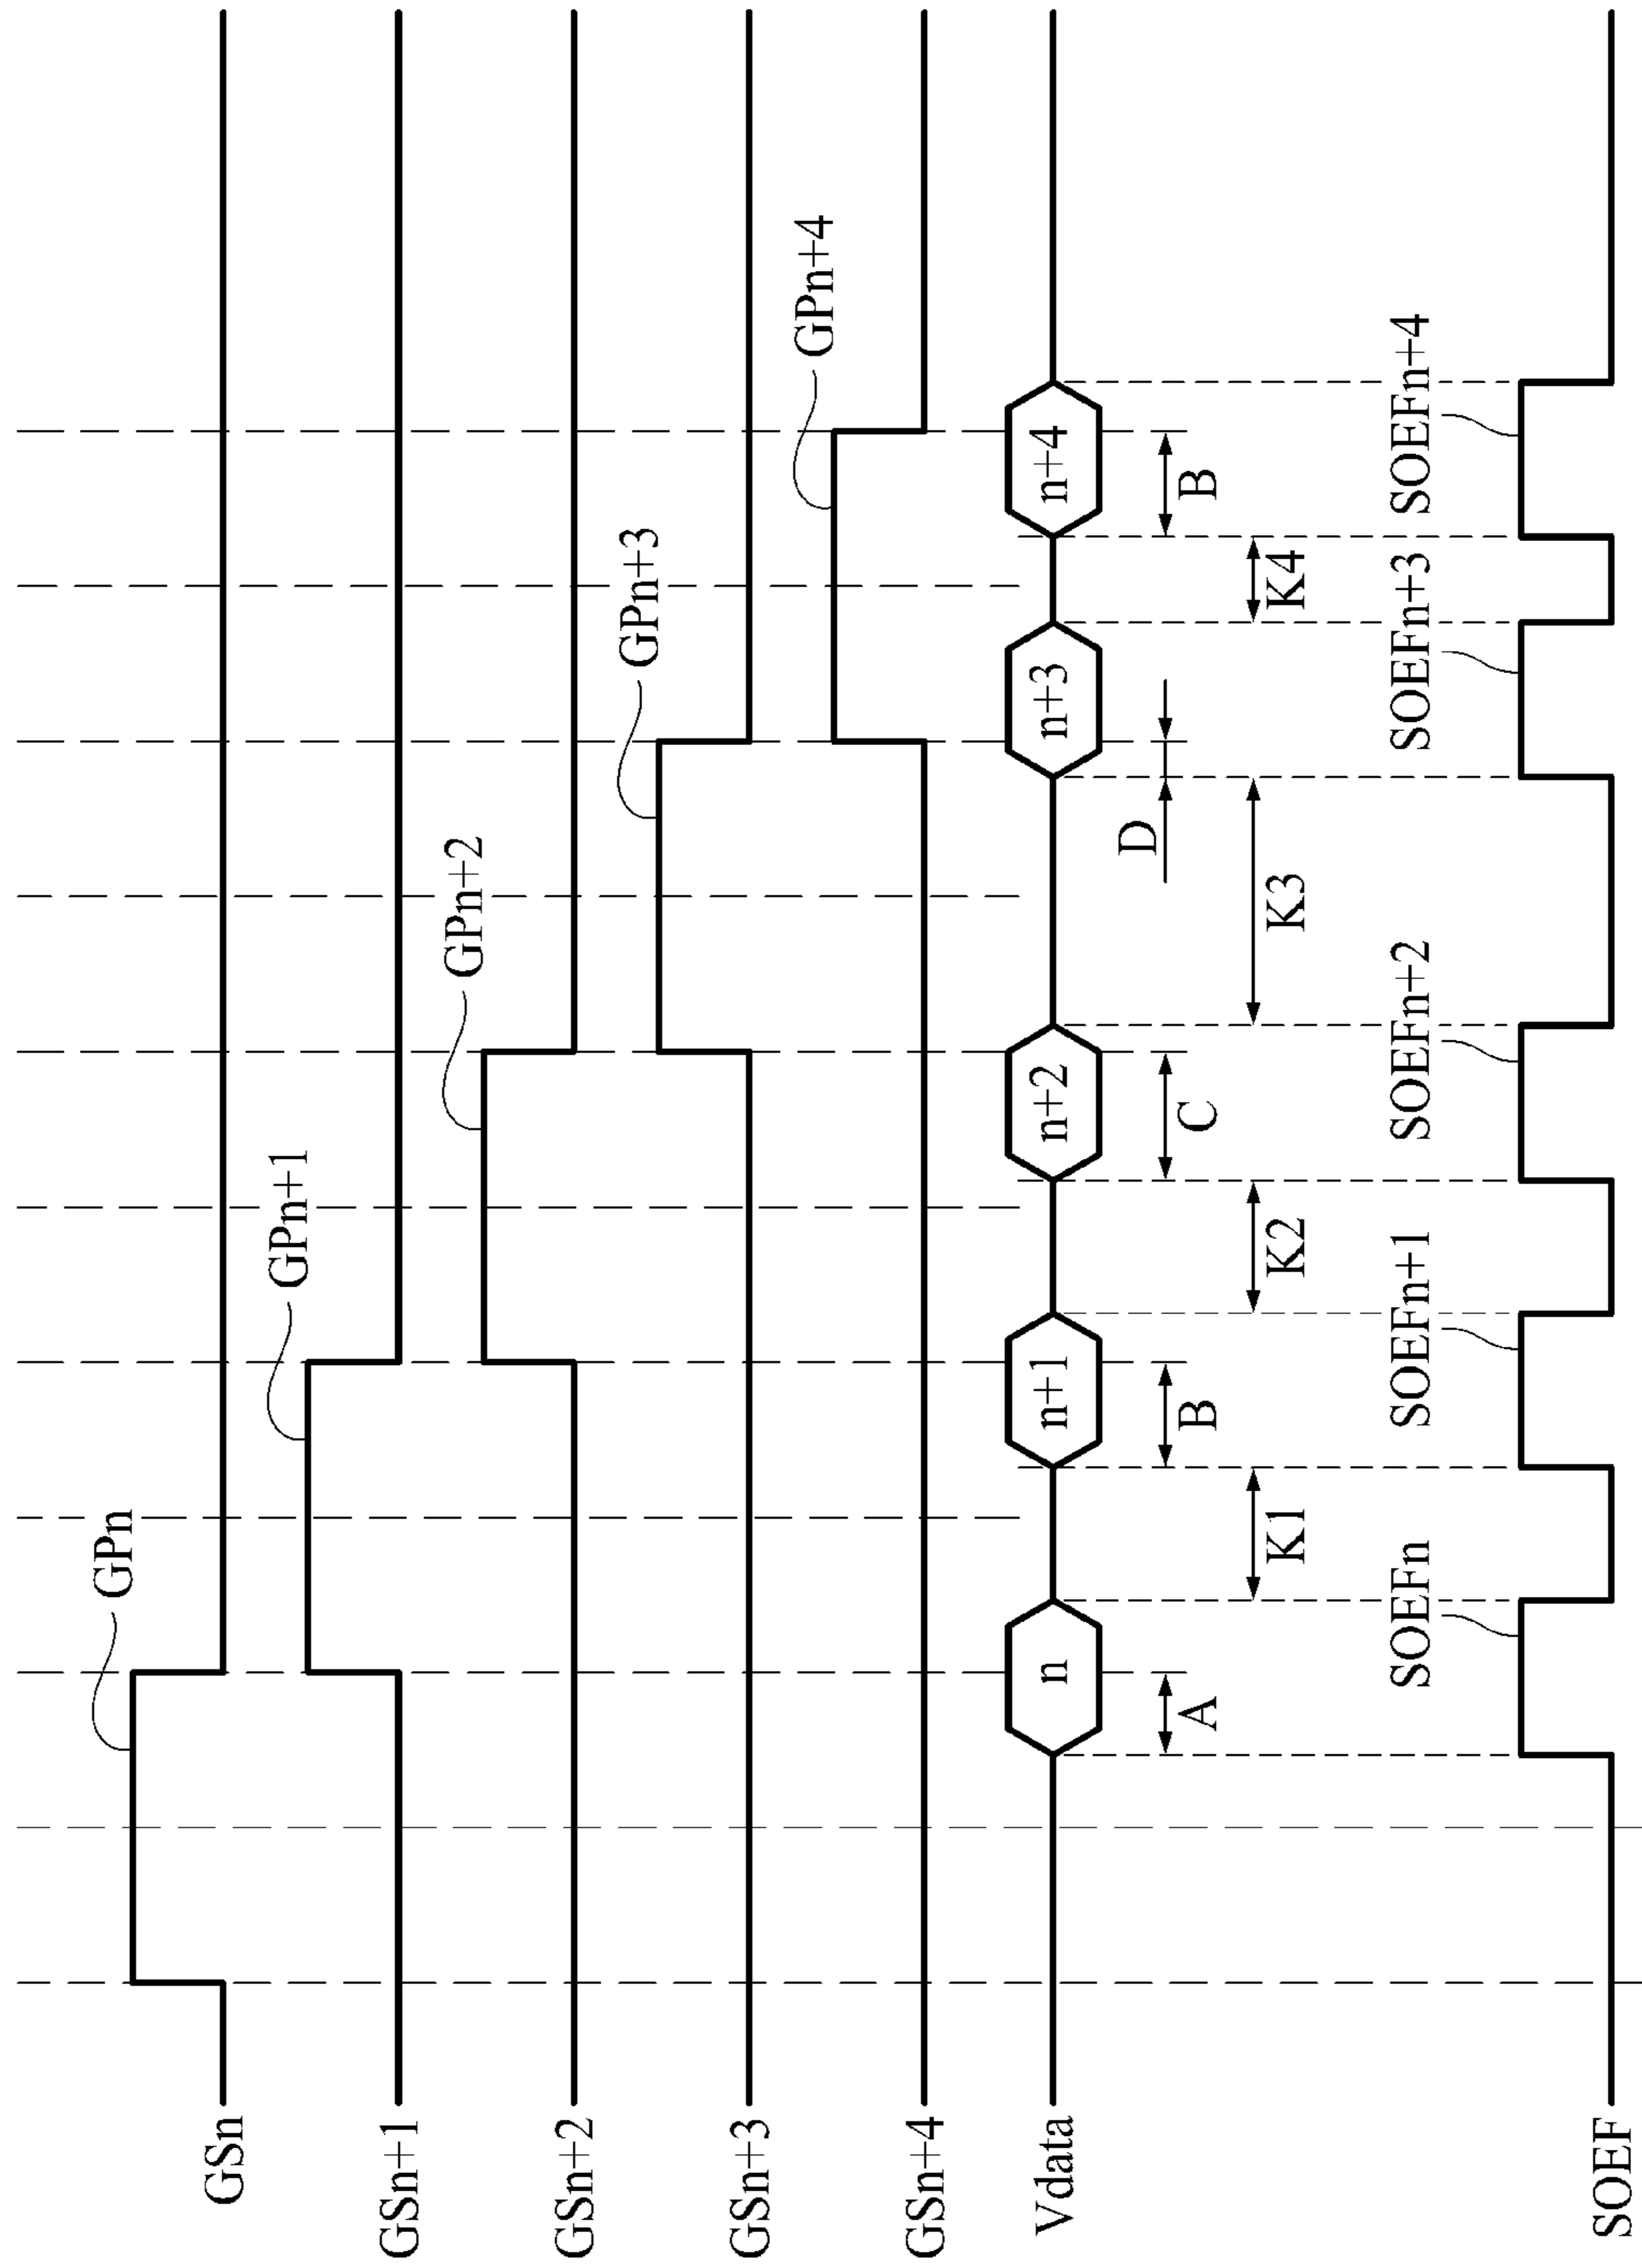 GSn
GPn
GSn+1
GPn+1
GSn+2
GPn+2
GSn+3
GPn+3
GSn+4
GPn+4
Vdata
n
n+1
n+2
n+3
n+4
A
B
C
D
B
K1
K2
K3
K4
SOEFn
SOEFn+1
SOEFn+2
SOEFn+3
SOEFn+4
SOEF